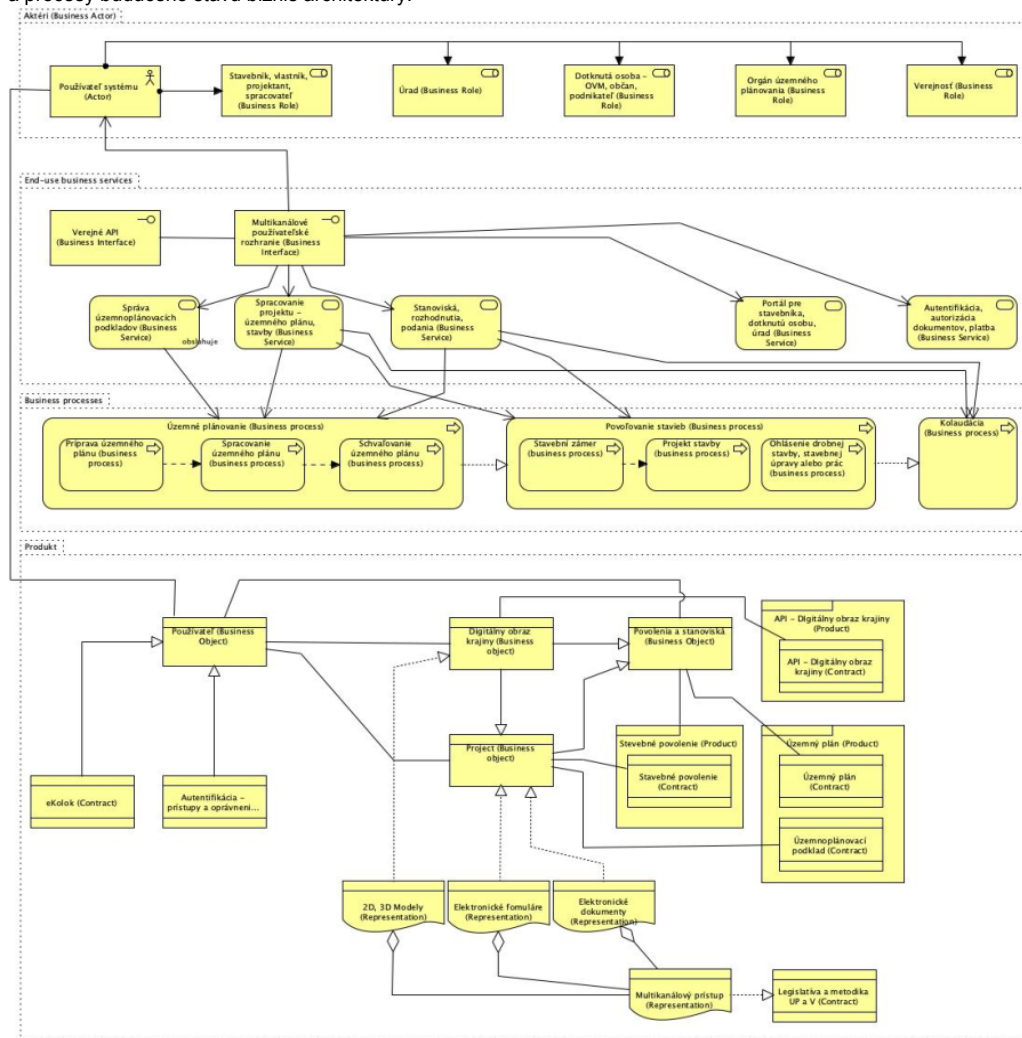 a procesy budúceho stavu biznis architektúry.
Aktéri (Business Actor)
Používateľ systému
(Actor)
Stavebník, vlastník,
projektant,
spracovateľ
(Business Role)
Úrad (Business Role)
Dotknutá osoba -
OVM, občan,
podnikateľ (Business
Role)
Orgán územného
plánovania (Business
Role)
Verejnosť (Business
Role)
End-use business services
Verejné API
(Business Interface)
Multikanálové
používateľské
rozhranie (Business
Interface)
Správa
územnoplánovacích
podkladov (Business
Service)
obsluhuje
Spracovanie
projektu –
územného plánu,
stavby (Business
Service)
Stanoviská,
rozhodnutia,
podania (Business
Service)
Portál pre
stavebníka,
dotknutú osobu,
úrad (Business
Service)
Autentifikácia,
autorizácia
dokumentov, platba
(Business Service)
Business processes
Územné plánovanie (Business process)
Príprava územného
plánu (business
process)
Spracovanie
územného plánu
(business process)
Schvaľovanie
územného plánu
(business process)
Povoľovanie stavieb (Business process)
Stavebný zámer
(business process)
Projekt stavby
(business process)
Ohlásenie drobnej
stavby, stavebnej
úpravy alebo prác
(business process)
Kolaudácia
(Business process)
Produkt
Používateľ (Business
Object)
Digitálny obraz
krajiny (Business
object)
Povolenia a stanoviská
(Business Object)
API – Digitálny obraz krajiny
(Product)
API – Digitálny obraz
krajiny (Contract)
Project (Business
object)
Stevebné povolenie (Product)
Stavebné povolenie
(Contract)
Územný plán (Product)
Územný plán
(Contract)
Územnoplánovací
podklad (Contract)
eKolok (Contract)
Autentifikácia –
prístupy a oprávneni...
2D, 3D Modely
(Representation)
Elektronické fomuláre
(Representation)
Elektronické
dokumenty
(Representation)
Multikanálový prístup
(Representation)
Legislatíva a metodika
UP a V (Contract)